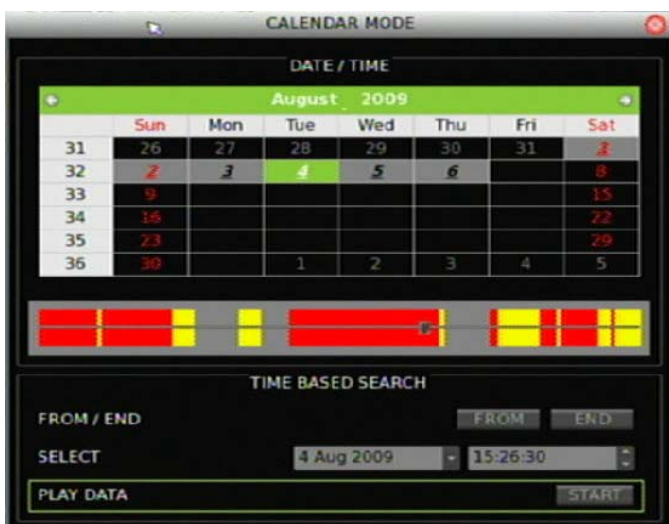 CALENDAR MODE
DATE / TIME
August 2009
Sun Mon Tue Wed Thu Fri Sat
31 26 27 28 29 30 31 1
32 2 3 4 5 6 8
33 9 15
34 16 22
35 23 29
36 30 1 2 3 4 5
TIME BASED SEARCH
FROM / END FROM END
SELECT 4 Aug 2009 15:26:30
PLAY DATA START